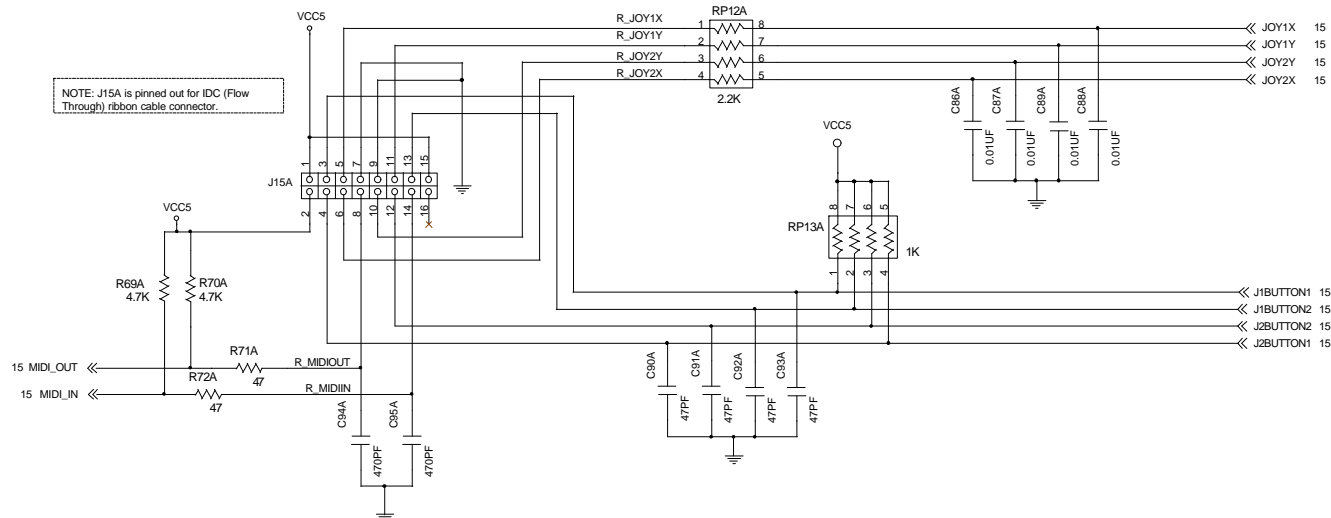 VCC5
R_JOY1X
R_JOY1Y
R_JOY2Y
R_JOY2X
RP12A
1
2
3
4
8
7
6
5
2.2K
JOY1X 15
JOY1Y 15
JOY2Y 15
JOY2X 15
NOTE: J15A is pinned out for IDC (Flow
Through) ribbon cable connector.
C86A
C87A
C89A
C88A
0.01UF
0.01UF
0.01UF
0.01UF
VCC5
1
3
5
7
9
11
13
15
J15A
2
4
6
8
10
12
14
16
VCC5
8
7
6
5
RP13A
1K
1
2
3
4
R69A
4.7K
R70A
4.7K
J1BUTTON1 15
J1BUTTON2 15
J2BUTTON2 15
J2BUTTON1 15
R71A
47
R_MIDIOUT
15 MIDI_OUT
R72A
47
R_MIDIIN
15 MIDI_IN
C90A
C91A
C92A
C93A
47PF
47PF
47PF
47PF
C94A
C95A
470PF
470PF